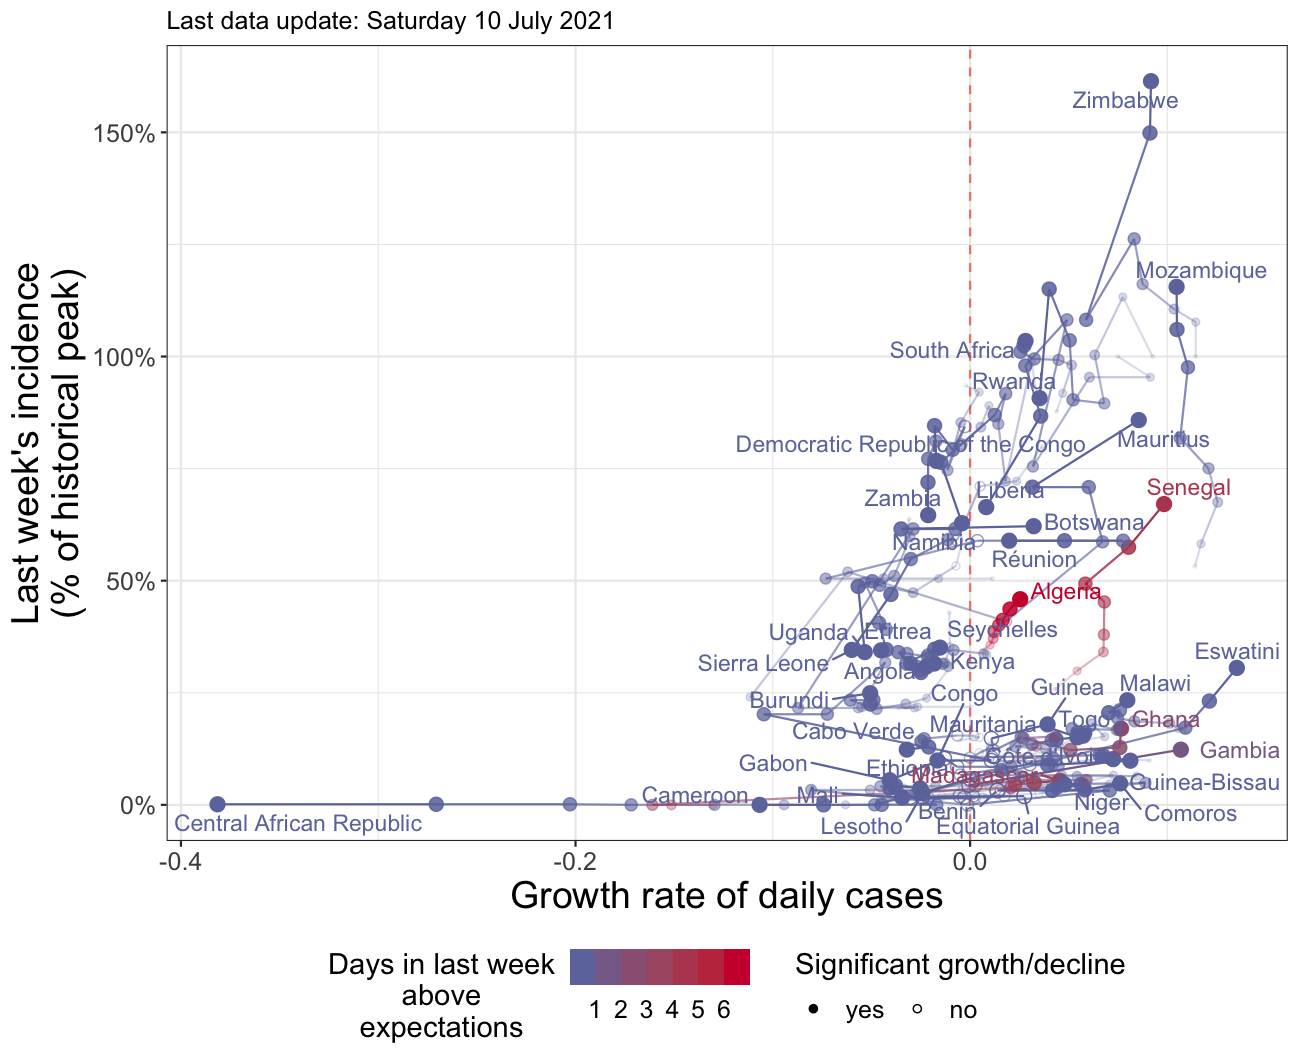 Last data update: Saturday 10 July 2021
Last week's incidence
(% of historical peak)
150%
100%
50%
0%
Zimbabwe
Mozambique
South Africa
Rwanda
Democratic Republic of the Congo
Mauritius
Zambia
Liberia
Senegal
Botswana
Namibia
Réunion
Algeria
Uganda
Eritrea
Seychelles
Sierra Leone
Angola
Kenya
Eswatini
Burundi
Congo
Guinea
Malawi
Cabo Verde
Mauritania
Togo
Ghana
Gabon
Ethiopia
Côte d'Ivoire
Gambia
Madagascar
Guinea-Bissau
Cameroon
Mali
Benin
Niger
Comoros
Central African Republic
Lesotho
Equatorial Guinea
-0.4
-0.2
0.0
Growth rate of daily cases
Days in last week
above
expectations
1 2 3 4 5 6
Significant growth/decline
yes
no